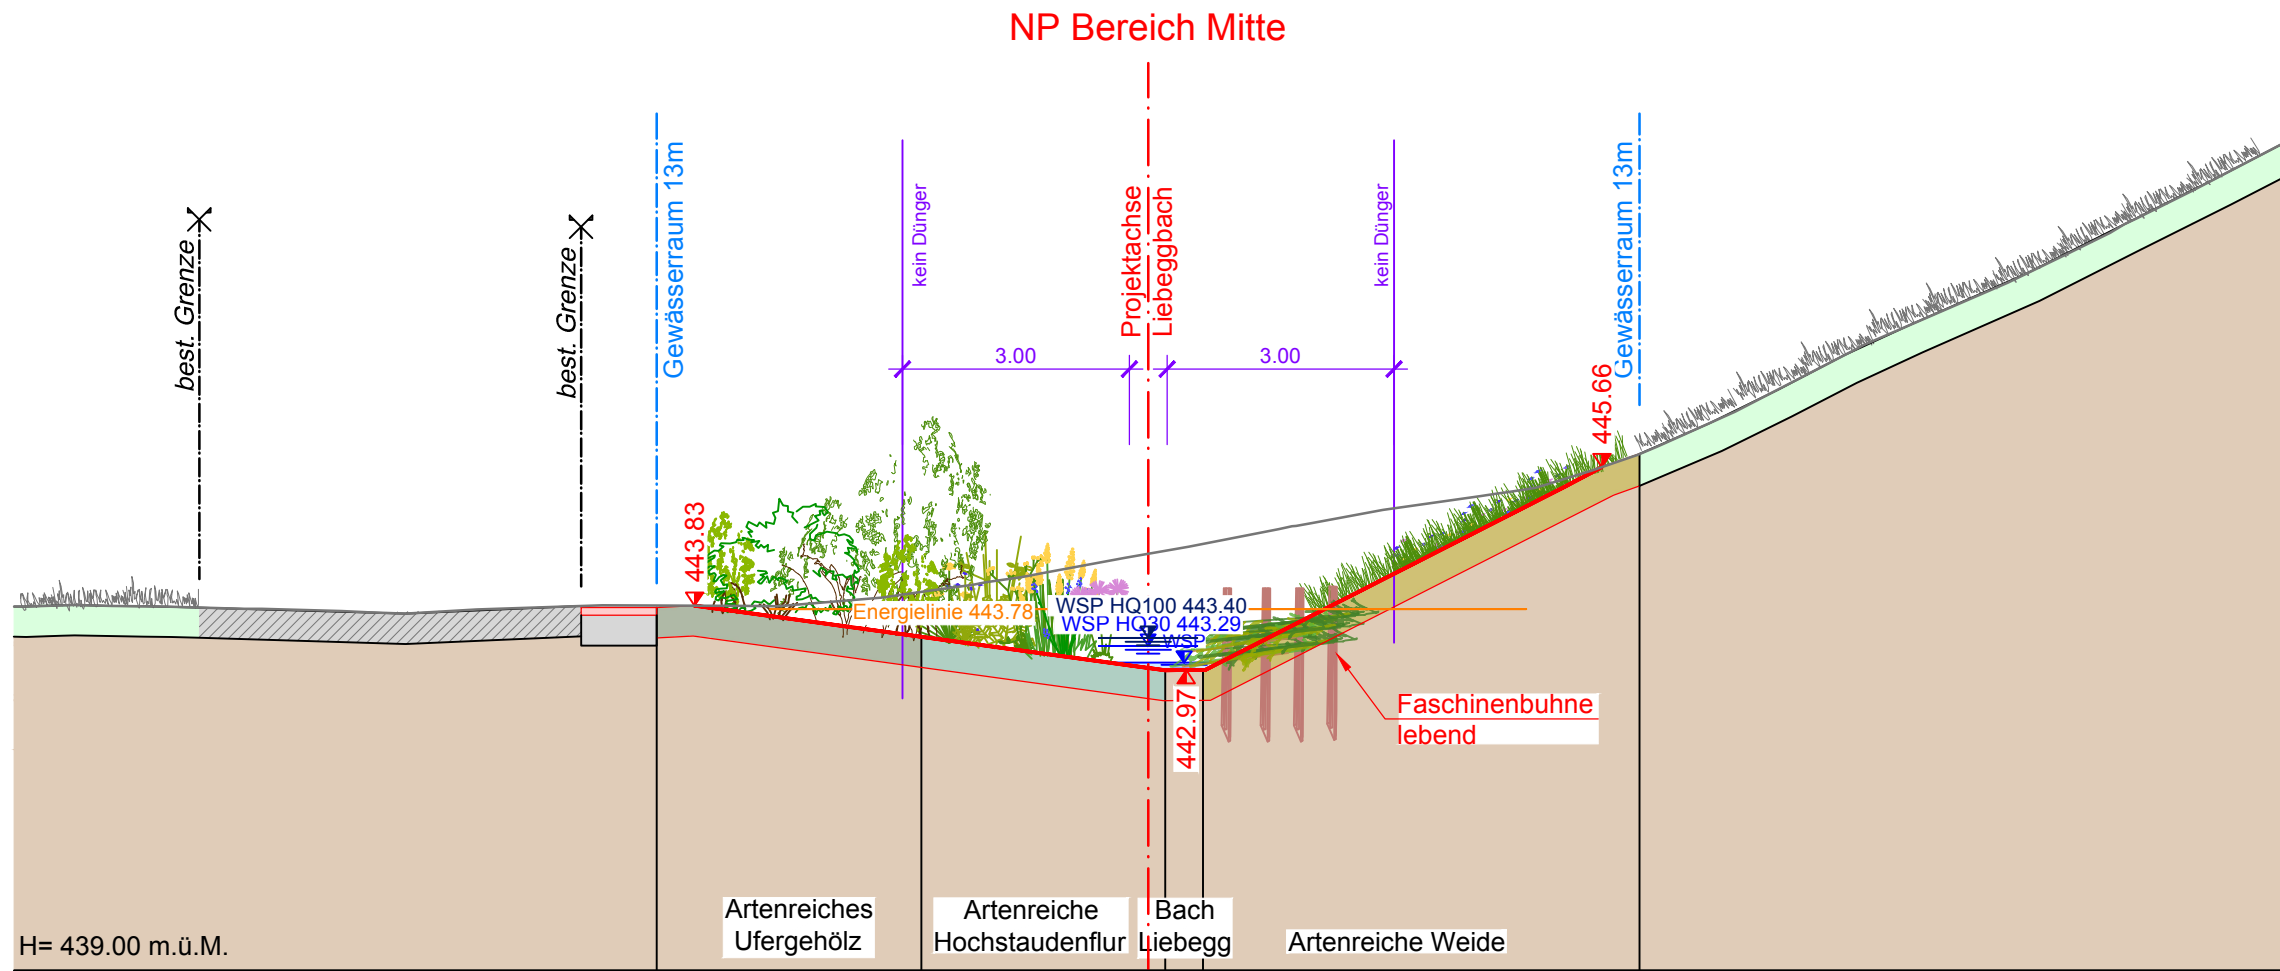 NP Bereich Mitte
best. Grenze
best. Grenze
Gewässerraum 13m
kein Dünger
Projektachse
Liebeggbach
kein Dünger
Gewässerraum 13m
3.00
3.00
443.83
445.66
Energielinie 443.78
WSP HQ100 443.40
WSP HQ30 443.29
WSP
442.97
Faschinenbuhne
lebend
Artenreiches
Ufergehölz
Artenreiche
Hochstaudenflur
Bach
Liebegg
Artenreiche Weide
H= 439.00 m.ü.M.